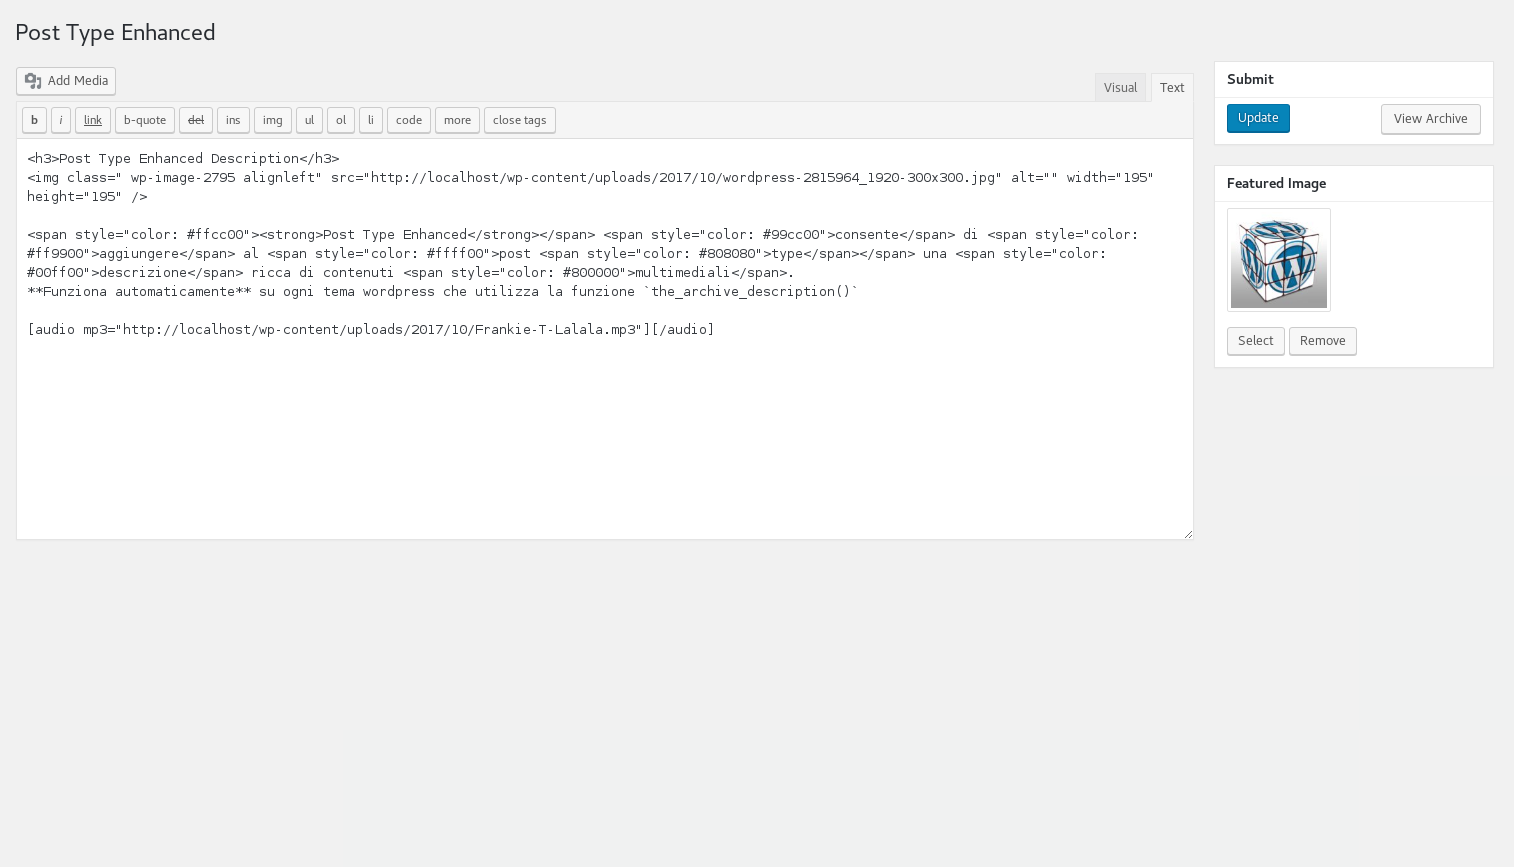 Post Type Enhanced
Add Media
Visual Text
b i link b-quote del ins img ul ol li code more close tags
<h3>Post Type Enhanced Description</h3>
<img class=" wp-image-2795 alignleft" src="http://localhost/wp-content/uploads/2017/10/wordpress-2815964_1920-300x300.jpg" alt="" width="195"
height="195" />
<span style="color: #ffcc00"><strong>Post Type Enhanced</strong></span> <span style="color: #99cc00">consente</span> di <span style="color:
#ff9900">aggiungere</span> al <span style="color: #ffff00">post <span style="color: #808080">type</span></span> una <span style="color:
#00ff00">descrizione</span> ricca di contenuti <span style="color: #800000">multimediali</span>.
**Funziona automaticamente** su ogni tema wordpress che utilizza la funzione `the_archive_description()`
[audio mp3="http://localhost/wp-content/uploads/2017/10/Frankie-T-Lalala.mp3"][/audio]
Submit
Update View Archive
Featured Image
Select Remove